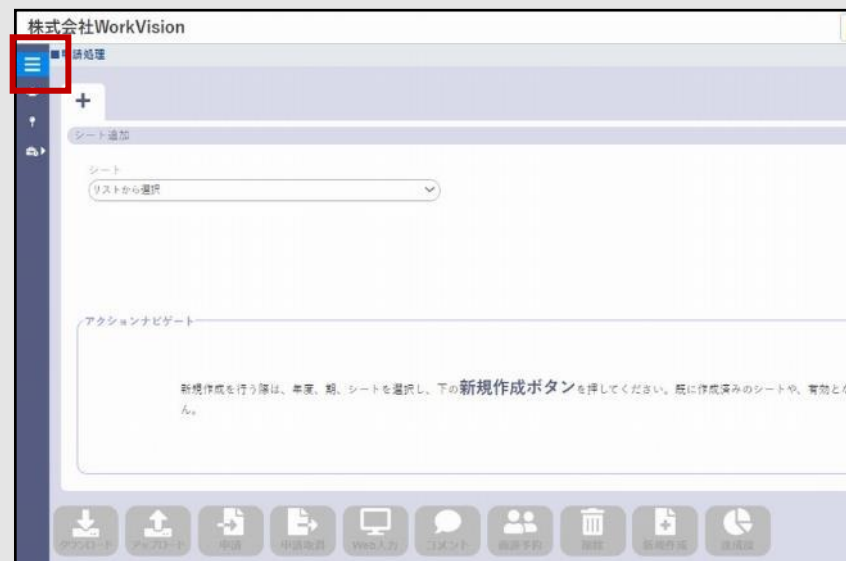 株式会社WorkVision
■申請処理
+
シート追加
シート
リストから選択
アクションナビゲート
新規作成を行う際は、年度、期、シートを選択し、下の新規作成ボタンを押してください。既に作成済みのシートや、有効とな
ん。
ダウンロード アップロード 申請 申請取消 Web入力 コメント 面談予約 削除 新規作成 達成度